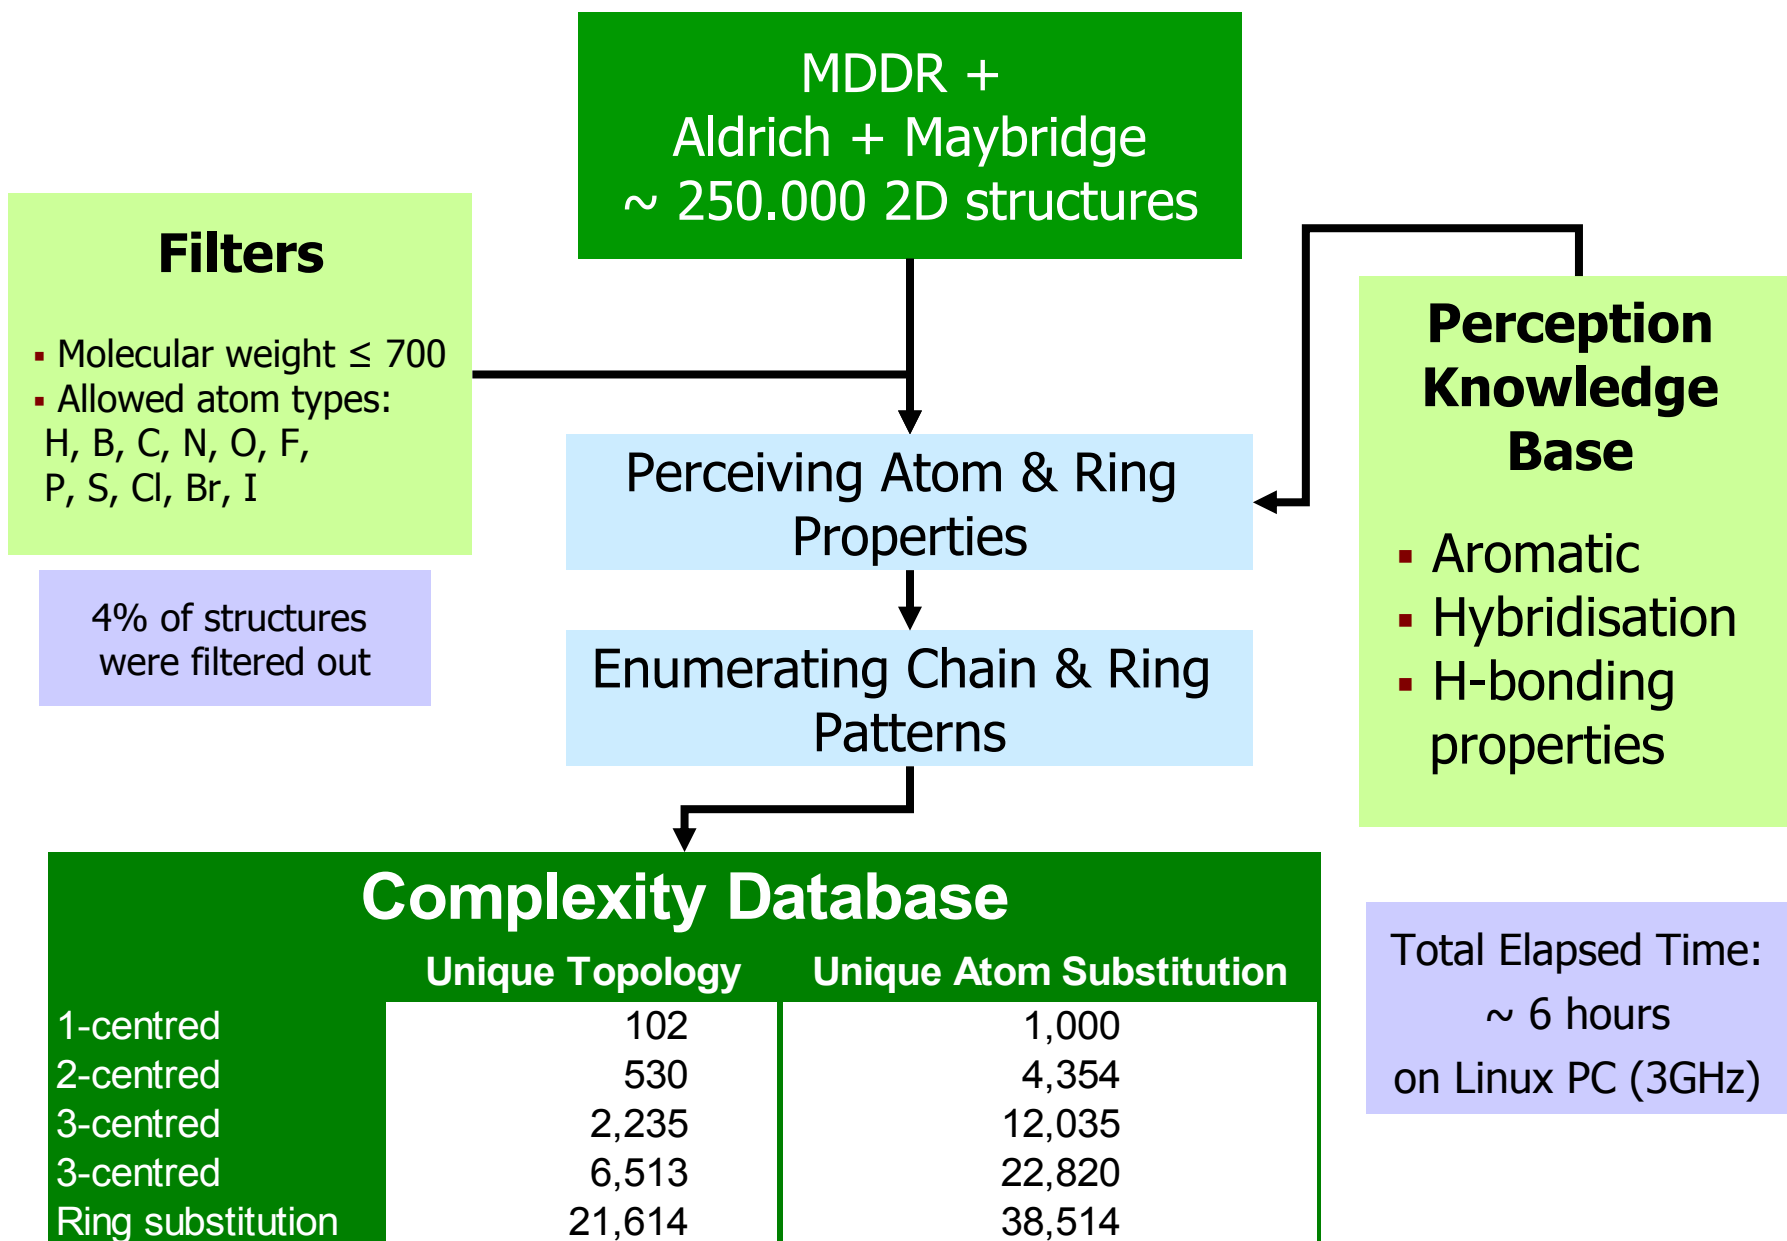 MDDR +
Aldrich + Maybridge
~ 250.000 2D structures
Filters
▪ Molecular weight ≤ 700
▪ Allowed atom types:
H, B, C, N, O, F,
P, S, Cl, Br, I
4% of structures
were filtered out
Perceiving Atom & Ring
Properties
Enumerating Chain & Ring
Patterns
Perception
Knowledge
Base
▪ Aromatic
▪ Hybridisation
▪ H-bonding
properties
Complexity Database
Unique Topology Unique Atom Substitution
1-centred 102 1,000
2-centred 530 4,354
3-centred 2,235 12,035
3-centred 6,513 22,820
Ring substitution 21,614 38,514
Total Elapsed Time:
~ 6 hours
on Linux PC (3GHz)